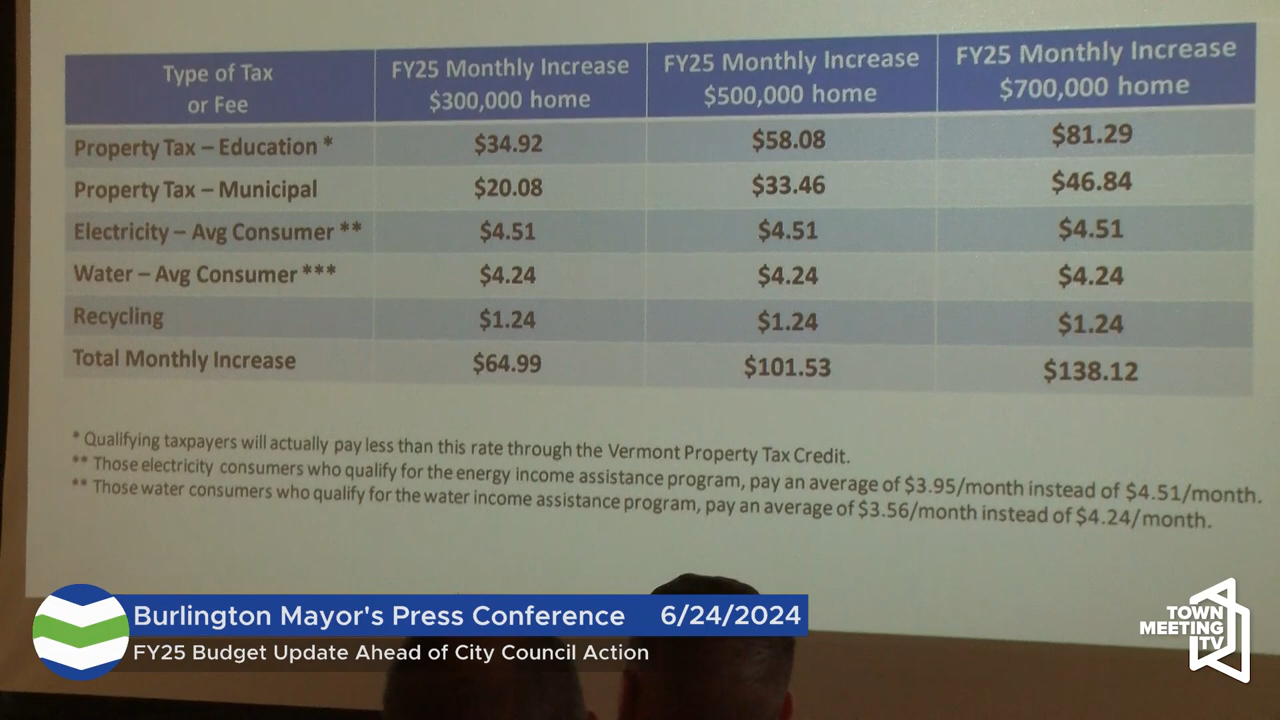 Type of Tax
or Fee
FY25 Monthly Increase
$300,000 home
FY25 Monthly Increase
$500,000 home
FY25 Monthly Increase
$700,000 home
Property Tax – Education * $34.92 $58.08 $81.29
Property Tax – Municipal $20.08 $33.46 $46.84
Electricity – Avg Consumer ** $4.51 $4.51 $4.51
Water – Avg Consumer *** $4.24 $4.24 $4.24
Recycling $1.24 $1.24 $1.24
Total Monthly Increase $64.99 $101.53 $138.12
* Qualifying taxpayers will actually pay less than this rate through the Vermont Property Tax Credit.
** Those electricity consumers who qualify for the energy income assistance program, pay an average of $3.95/month instead of $4.51/month.
** Those water consumers who qualify for the water income assistance program, pay an average of $3.56/month instead of $4.24/month.
Burlington Mayor's Press Conference 6/24/2024
FY25 Budget Update Ahead of City Council Action
TOWN
MEETING
TV